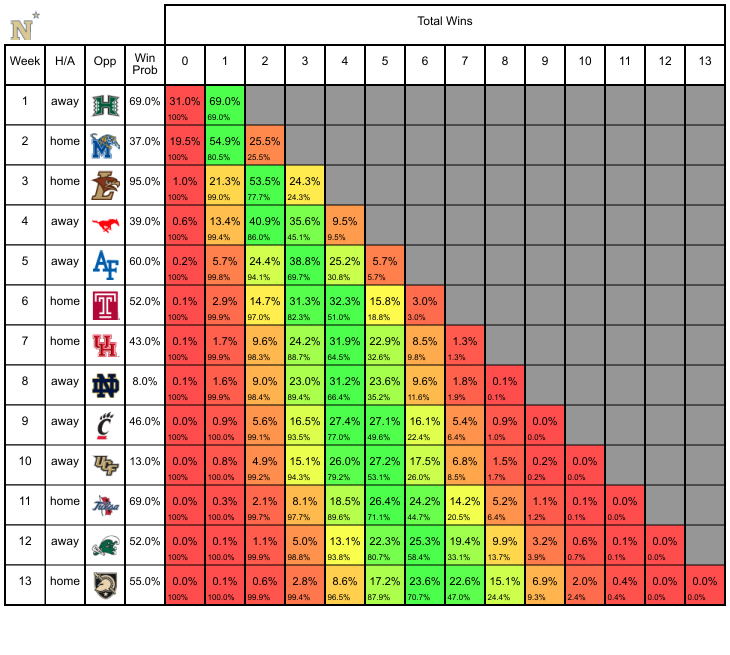 N
Total Wins
Week H/A Opp Win Prob 0 1 2 3 4 5 6 7 8 9 10 11 12 13
1 away H 69.0% 31.0% 69.0%
100% 69.0%
2 home M 37.0% 19.5% 54.9% 25.5%
100% 80.5% 25.5%
3 home L 95.0% 1.0% 21.3% 53.5% 24.3%
100% 99.0% 77.7% 24.3%
4 away 39.0% 0.6% 13.4% 40.9% 35.6% 9.5%
100% 99.4% 86.0% 45.1% 9.5%
5 away AF 60.0% 0.2% 5.7% 24.4% 38.8% 25.2% 5.7%
100% 99.8% 94.1% 69.7% 30.8% 5.7%
6 home T 52.0% 0.1% 2.9% 14.7% 31.3% 32.3% 15.8% 3.0%
100% 99.9% 97.0% 82.3% 51.0% 18.8% 3.0%
7 home UH 43.0% 0.1% 1.7% 9.6% 24.2% 31.9% 22.9% 8.5% 1.3%
100% 99.9% 98.3% 88.7% 64.5% 32.6% 9.8% 1.3%
8 away ND 8.0% 0.1% 1.6% 9.0% 23.0% 31.2% 23.6% 9.6% 1.8% 0.1%
100% 99.9% 98.4% 89.4% 66.4% 35.2% 11.6% 1.9% 0.1%
9 away C 46.0% 0.0% 0.9% 5.6% 16.5% 27.4% 27.1% 16.1% 5.4% 0.9% 0.0%
100% 100.0% 99.1% 93.5% 77.0% 49.6% 22.4% 6.4% 1.0% 0.0%
10 away UCF 13.0% 0.0% 0.8% 4.9% 15.1% 26.0% 27.2% 17.5% 6.8% 1.5% 0.2% 0.0%
100% 100.0% 99.2% 94.3% 79.2% 53.1% 26.0% 8.5% 1.7% 0.2% 0.0%
11 home Tulsa 69.0% 0.0% 0.3% 2.1% 8.1% 18.5% 26.4% 24.2% 14.2% 5.2% 1.1% 0.1% 0.0%
100% 100.0% 99.7% 97.7% 89.6% 71.1% 44.7% 20.5% 6.4% 1.2% 0.1% 0.0%
12 away 52.0% 0.0% 0.1% 1.1% 5.0% 13.1% 22.3% 25.3% 19.4% 9.9% 3.2% 0.6% 0.1% 0.0%
100% 100.0% 99.9% 98.8% 93.8% 80.7% 58.4% 33.1% 13.7% 3.9% 0.7% 0.1% 0.0%
13 home 55.0% 0.0% 0.1% 0.6% 2.8% 8.6% 17.2% 23.6% 22.6% 15.1% 6.9% 2.0% 0.4% 0.0% 0.0%
100% 100.0% 99.9% 99.4% 96.5% 87.9% 70.7% 47.0% 24.4% 9.3% 2.4% 0.4% 0.0% 0.0%